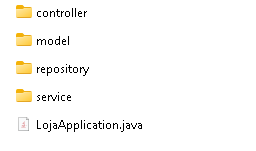 controller
model
repository
service
LojaApplication.java